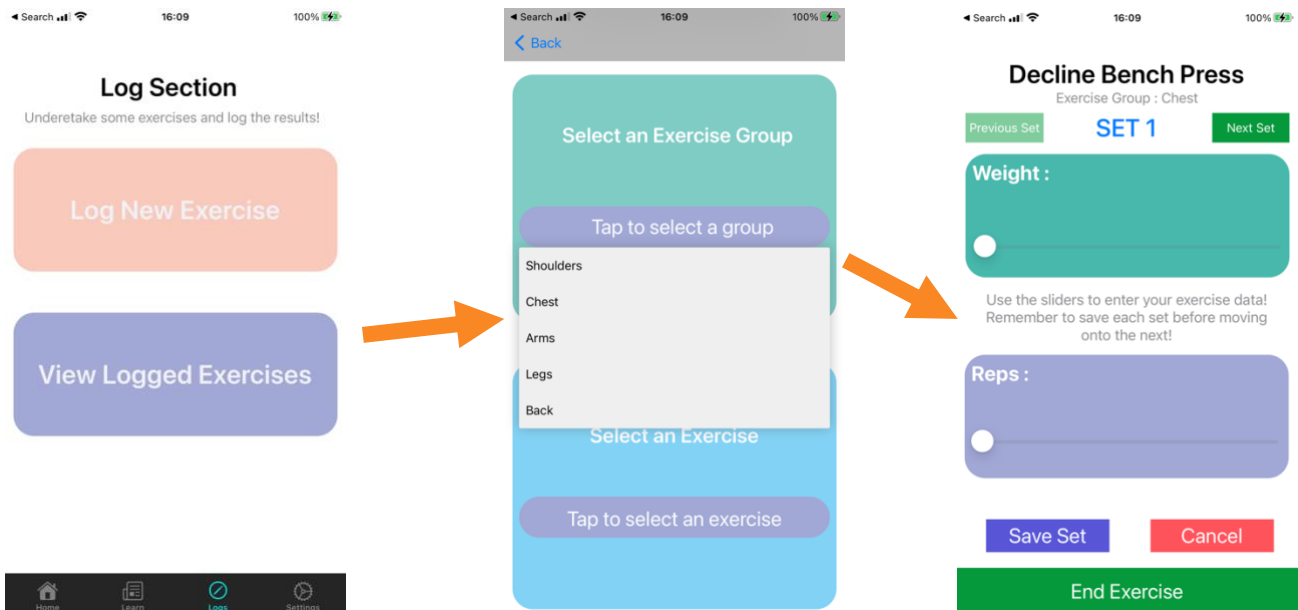 Search
16:09
100%
Log Section
Underetake some exercises and log the results!
Log New Exercise
View Logged Exercises
Home
Learn
Logs
Settings
Search
16:09
100%
Back
Select an Exercise Group
Tap to select a group
Shoulders
Chest
Arms
Legs
Back
Select an Exercise
Tap to select an exercise
Search
16:09
100%
Decline Bench Press
Exercise Group : Chest
Previous Set
SET 1
Next Set
Weight :
Use the sliders to enter your exercise data!
Remember to save each set before moving
onto the next!
Reps :
Save Set
Cancel
End Exercise